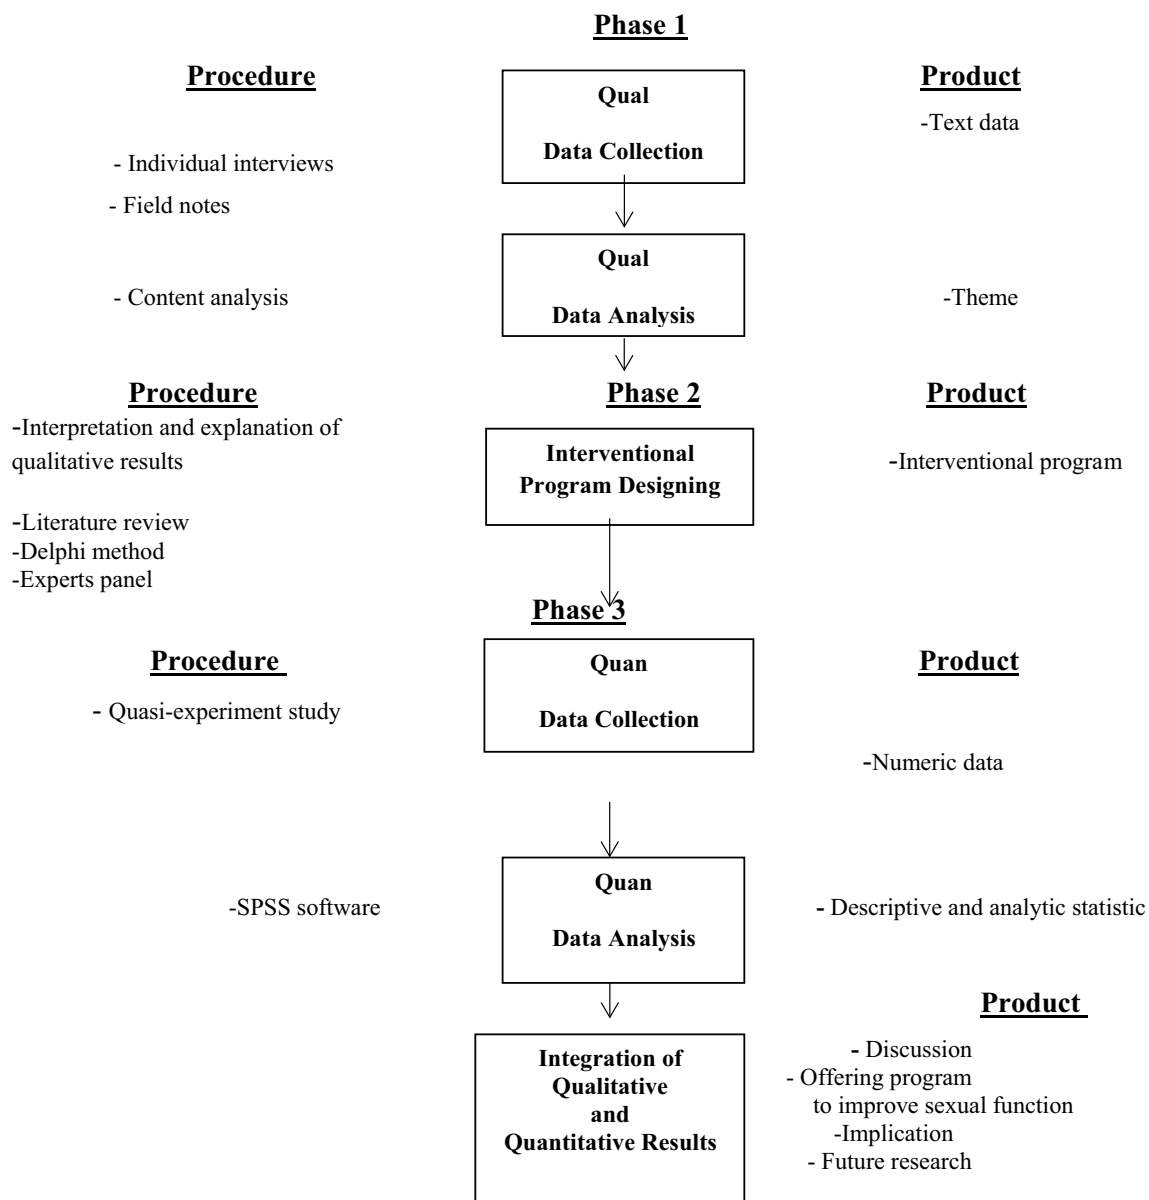 Phase 1
Procedure
Qual
Data Collection
Product
-Text data
- Individual interviews
- Field notes
Qual
Data Analysis
- Content analysis
-Theme
Procedure
Phase 2
Product
-Interpretation and explanation of
qualitative results
-Literature review
-Delphi method
-Experts panel
Interventional
Program Designing
-Interventional program
Phase 3
Procedure
Quan
Data Collection
Product
- Quasi-experiment study
-Numeric data
-SPSS software
Quan
Data Analysis
- Descriptive and analytic statistic
Product
Integration of
Qualitative
and
Quantitative Results
- Discussion
- Offering program
to improve sexual function
-Implication
- Future research